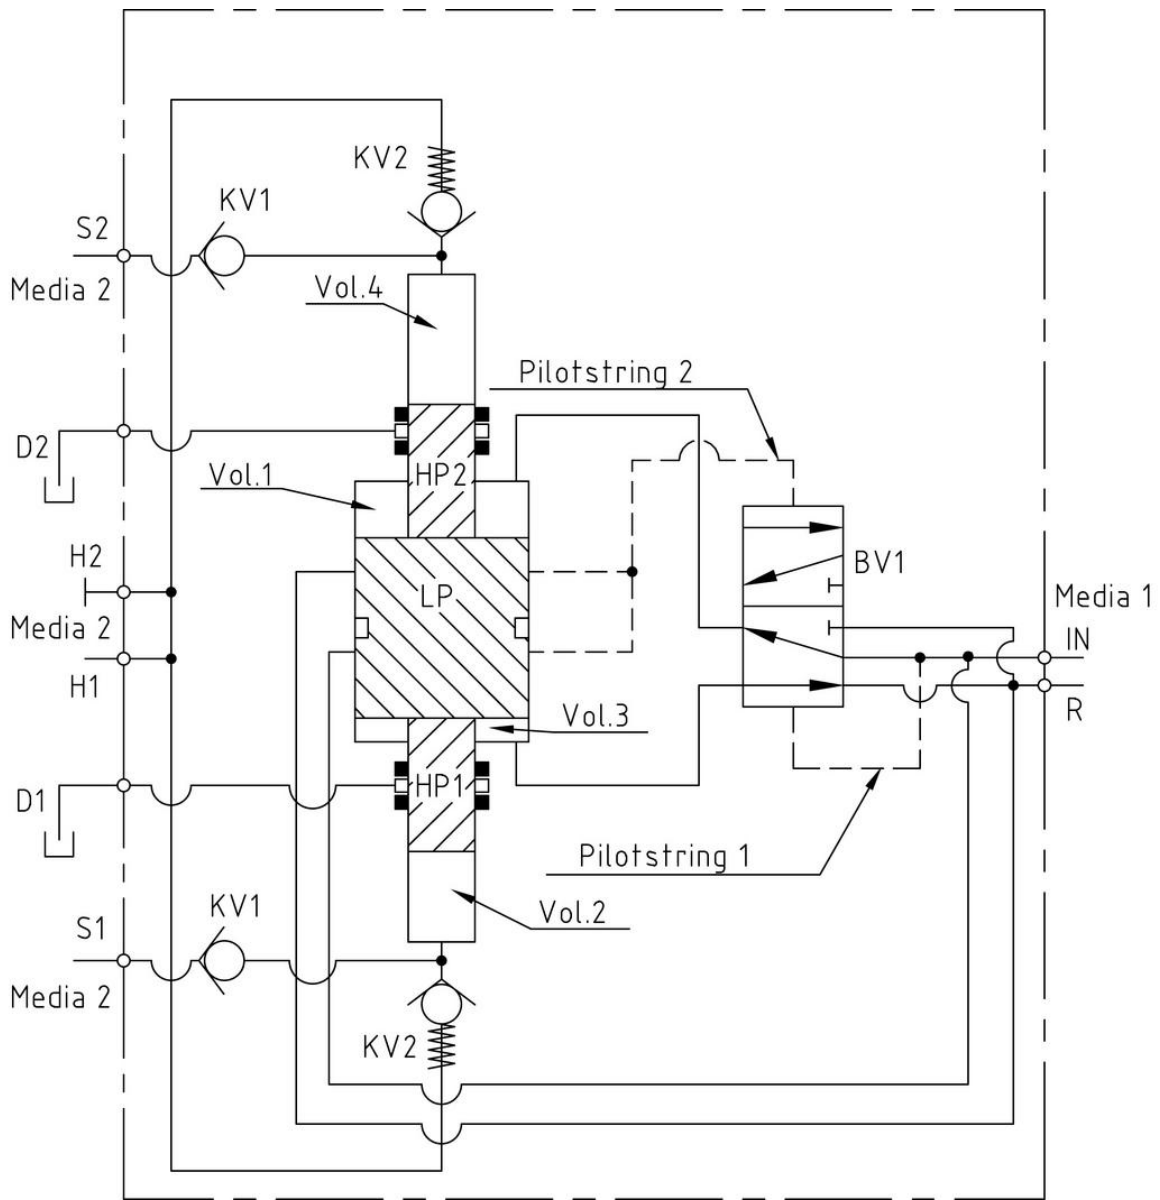 KV2
KV1
S2
Media 2
Vol.4
Pilotstring 2
D2
Vol.1
HP2
H2
LP
BV1
Media 1
Media 2
IN
H1
R
Vol.3
D1
HP1
Pilotstring 1
KV1
Vol.2
S1
Media 2
KV2